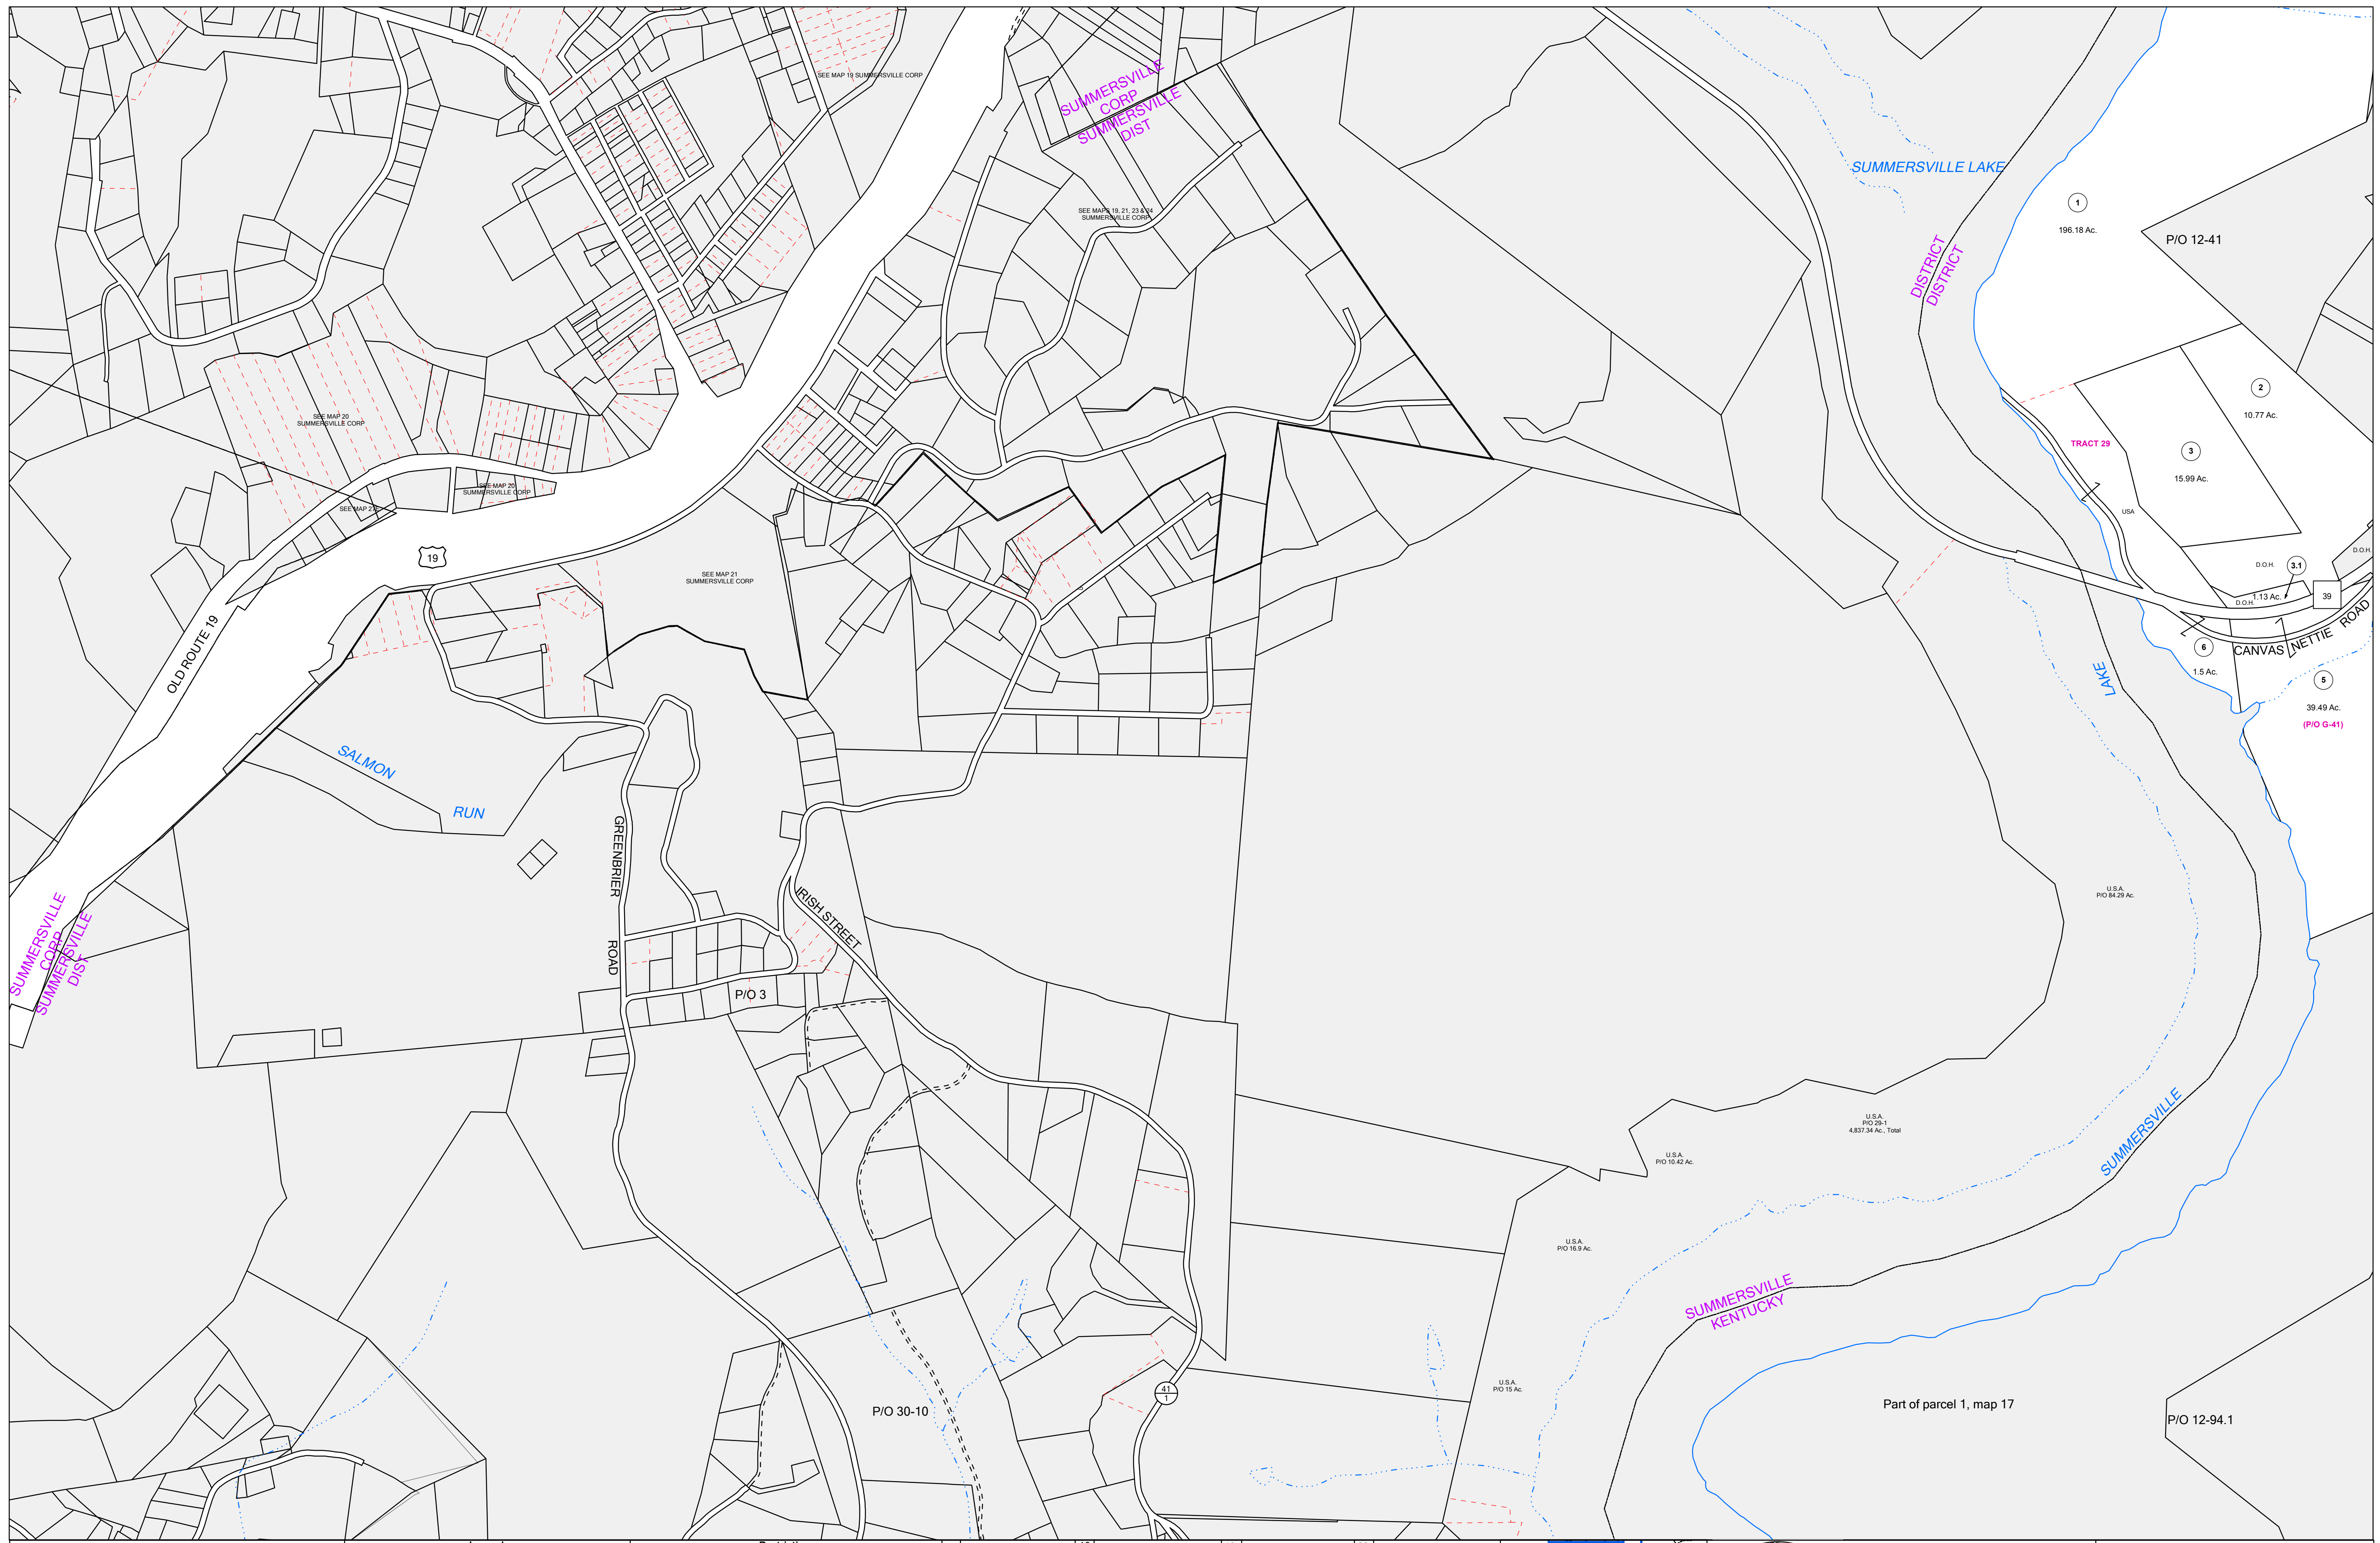 SEE MAP 19 SUMMERSVILLE CORP
SUMMERSVILLE
CORP
SUMMERSVILLE
DIST
SUMMERSVILLE LAKE
1
196.18 Ac.
P/O 12-41
SEE MAPS 19, 21, 23 & 24
SUMMERSVILLE CORP
DISTRICT
DISTRICT
2
10.77 Ac.
TRACT 29
3
15.99 Ac.
SEE MAP 20
SUMMERSVILLE CORP
SEE MAP 20
SUMMERSVILLE CORP
SEE MAP 27
USA
19
D.O.H.
D.O.H.
3.1
1.13 Ac.
D.O.H.
39
SEE MAP 21
SUMMERSVILLE CORP
OLD ROUTE 19
CANVAS NETTIE ROAD
6
1.5 Ac.
5
39.49 Ac.
(P/O G-41)
LAKE
SALMON
RUN
GREENBRIER
ROAD
IRISH STREET
U.S.A.
P/O 84.29 Ac.
SUMMERSVILLE
CORP
SUMMERSVILLE
DIST
P/O 3
U.S.A.
P/O 29-1
4,837.34 Ac., Total
SUMMERSVILLE
U.S.A.
P/O 10.42 Ac.
U.S.A.
P/O 16.9 Ac.
SUMMERSVILLE
KENTUCKY
U.S.A.
P/O 15 Ac.
41
1
P/O 30-10
Part of parcel 1, map 17
P/O 12-94.1